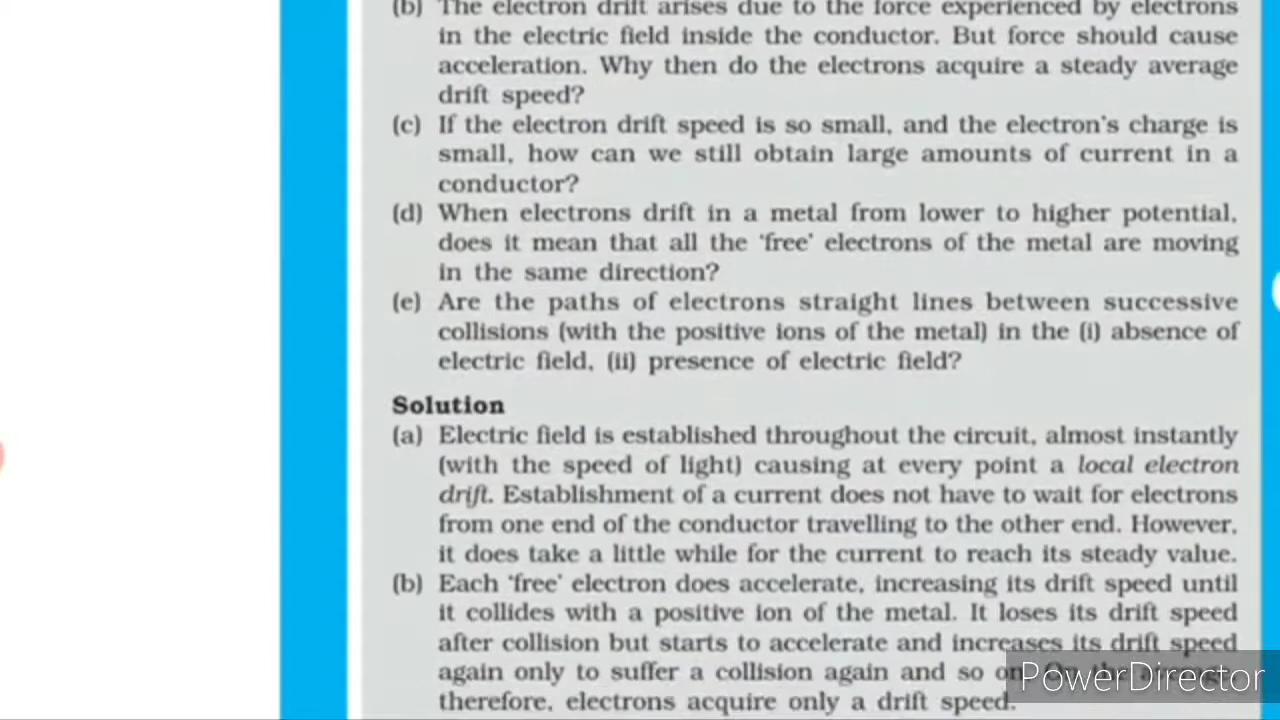 (b) The electron drift arises due to the force experienced by electrons
in the electric field inside the conductor. But force should cause
acceleration. Why then do the electrons acquire a steady average
drift speed?
(c) If the electron drift speed is so small, and the electron's charge is
small, how can we still obtain large amounts of current in a
conductor?
(d) When electrons drift in a metal from lower to higher potential,
does it mean that all the 'free' electrons of the metal are moving
in the same direction?
(e) Are the paths of electrons straight lines between successive
collisions (with the positive ions of the metal) in the (i) absence of
electric field, (ii) presence of electric field?
Solution
(a) Electric field is established throughout the circuit, almost instantly
(with the speed of light) causing at every point a local electron
drift. Establishment of a current does not have to wait for electrons
from one end of the conductor travelling to the other end. However,
it does take a little while for the current to reach its steady value.
(b) Each 'free' electron does accelerate, increasing its drift speed until
it collides with a positive ion of the metal. It loses its drift speed
after collision but starts to accelerate and increases its drift speed
again only to suffer a collision again and so on. On the average,
therefore, electrons acquire only a drift speed.
PowerDirector